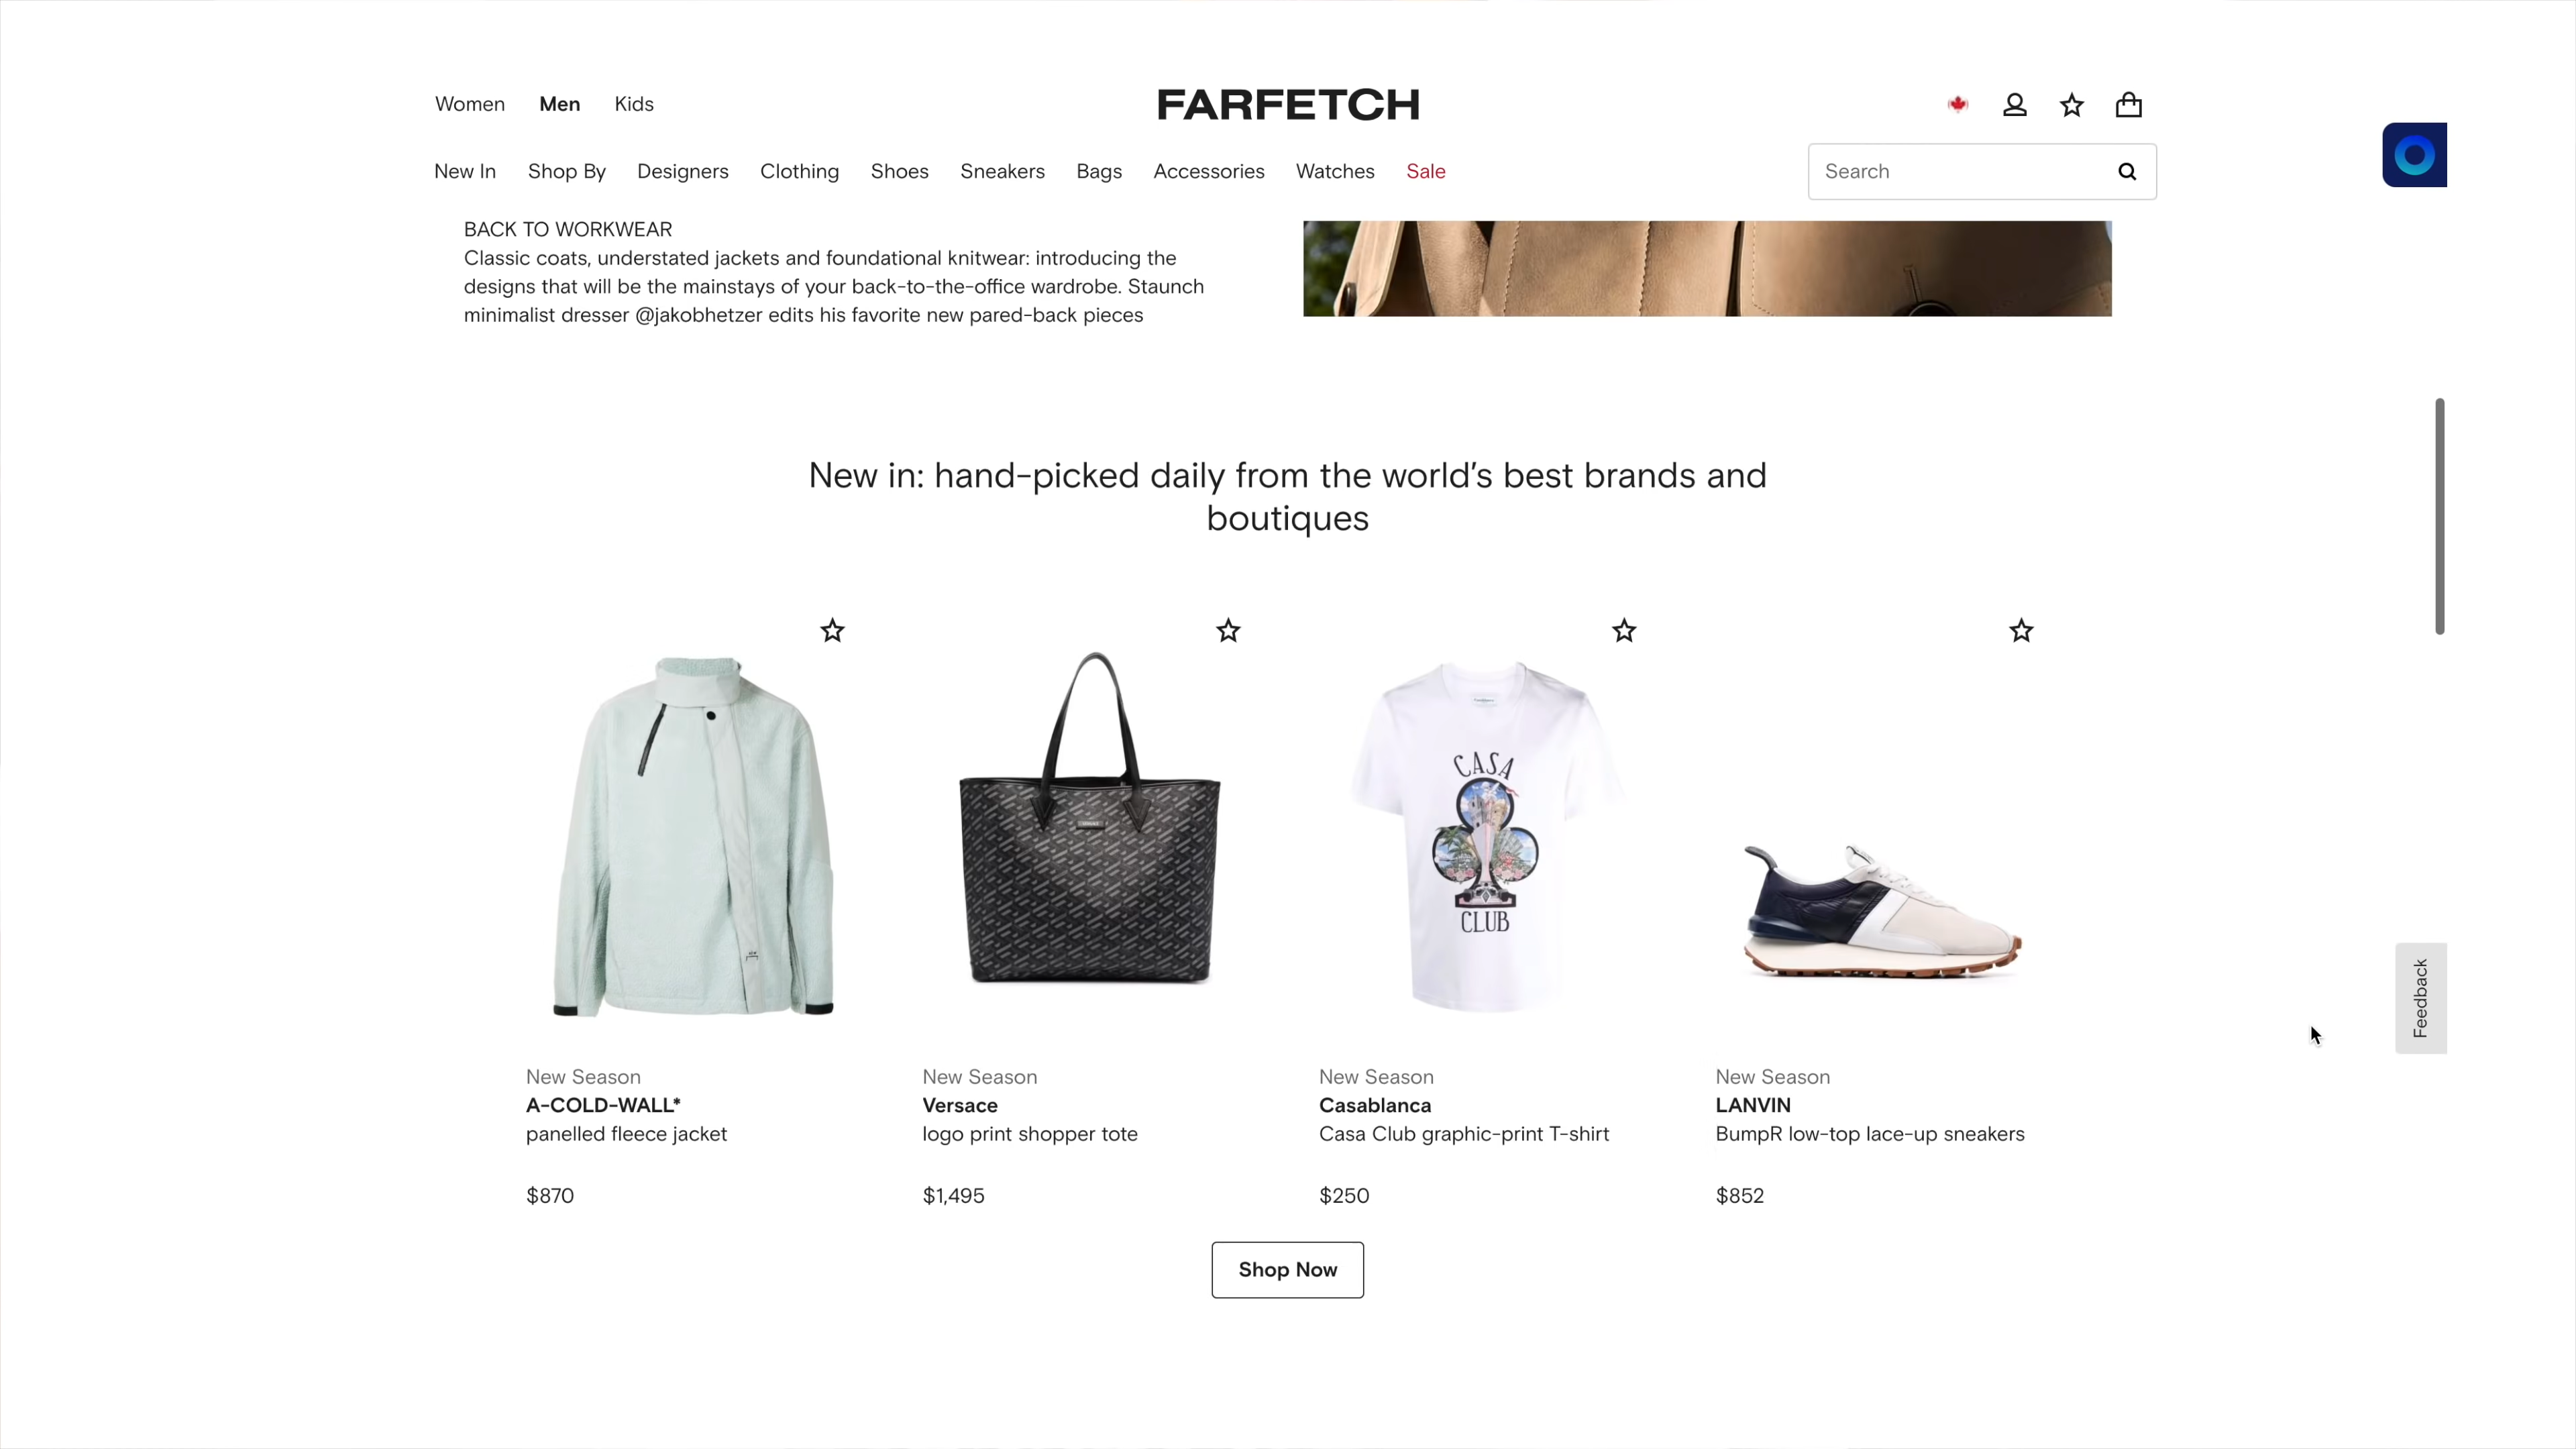 Women Men Kids
FARFETCH
New In Shop By Designers Clothing Shoes Sneakers Bags Accessories Watches Sale
Search
BACK TO WORKWEAR
Classic coats, understated jackets and foundational knitwear: introducing the
designs that will be the mainstays of your back-to-the-office wardrobe. Staunch
minimalist dresser @jakobhetzer edits his favorite new pared-back pieces
New in: hand-picked daily from the world's best brands and
boutiques
CASA
CLUB
New Season
A-COLD-WALL*
panelled fleece jacket
$870
New Season
Versace
logo print shopper tote
$1,495
New Season
Casablanca
Casa Club graphic-print T-shirt
$250
New Season
LANVIN
BumpR low-top lace-up sneakers
$852
Shop Now
Feedback